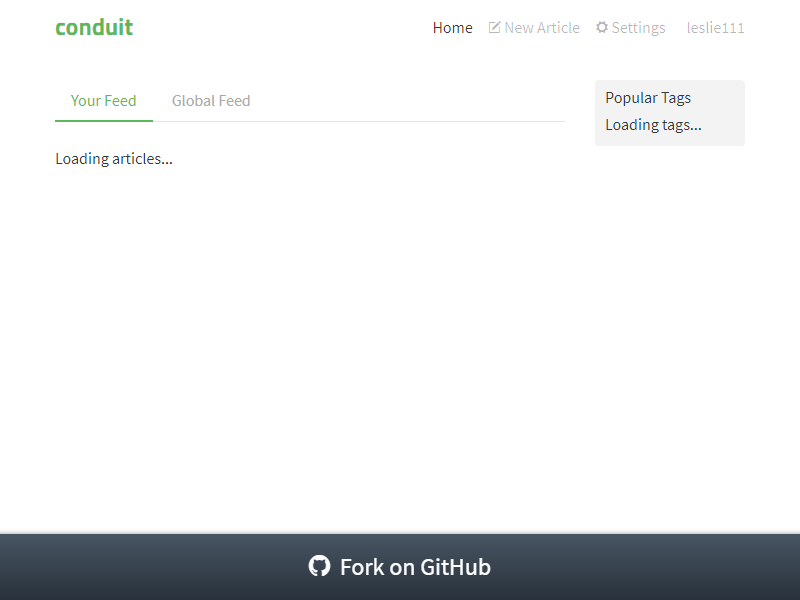 conduit
Home New Article Settings leslie111
Your Feed Global Feed
Popular Tags
Loading tags...
Loading articles...
Fork on GitHub